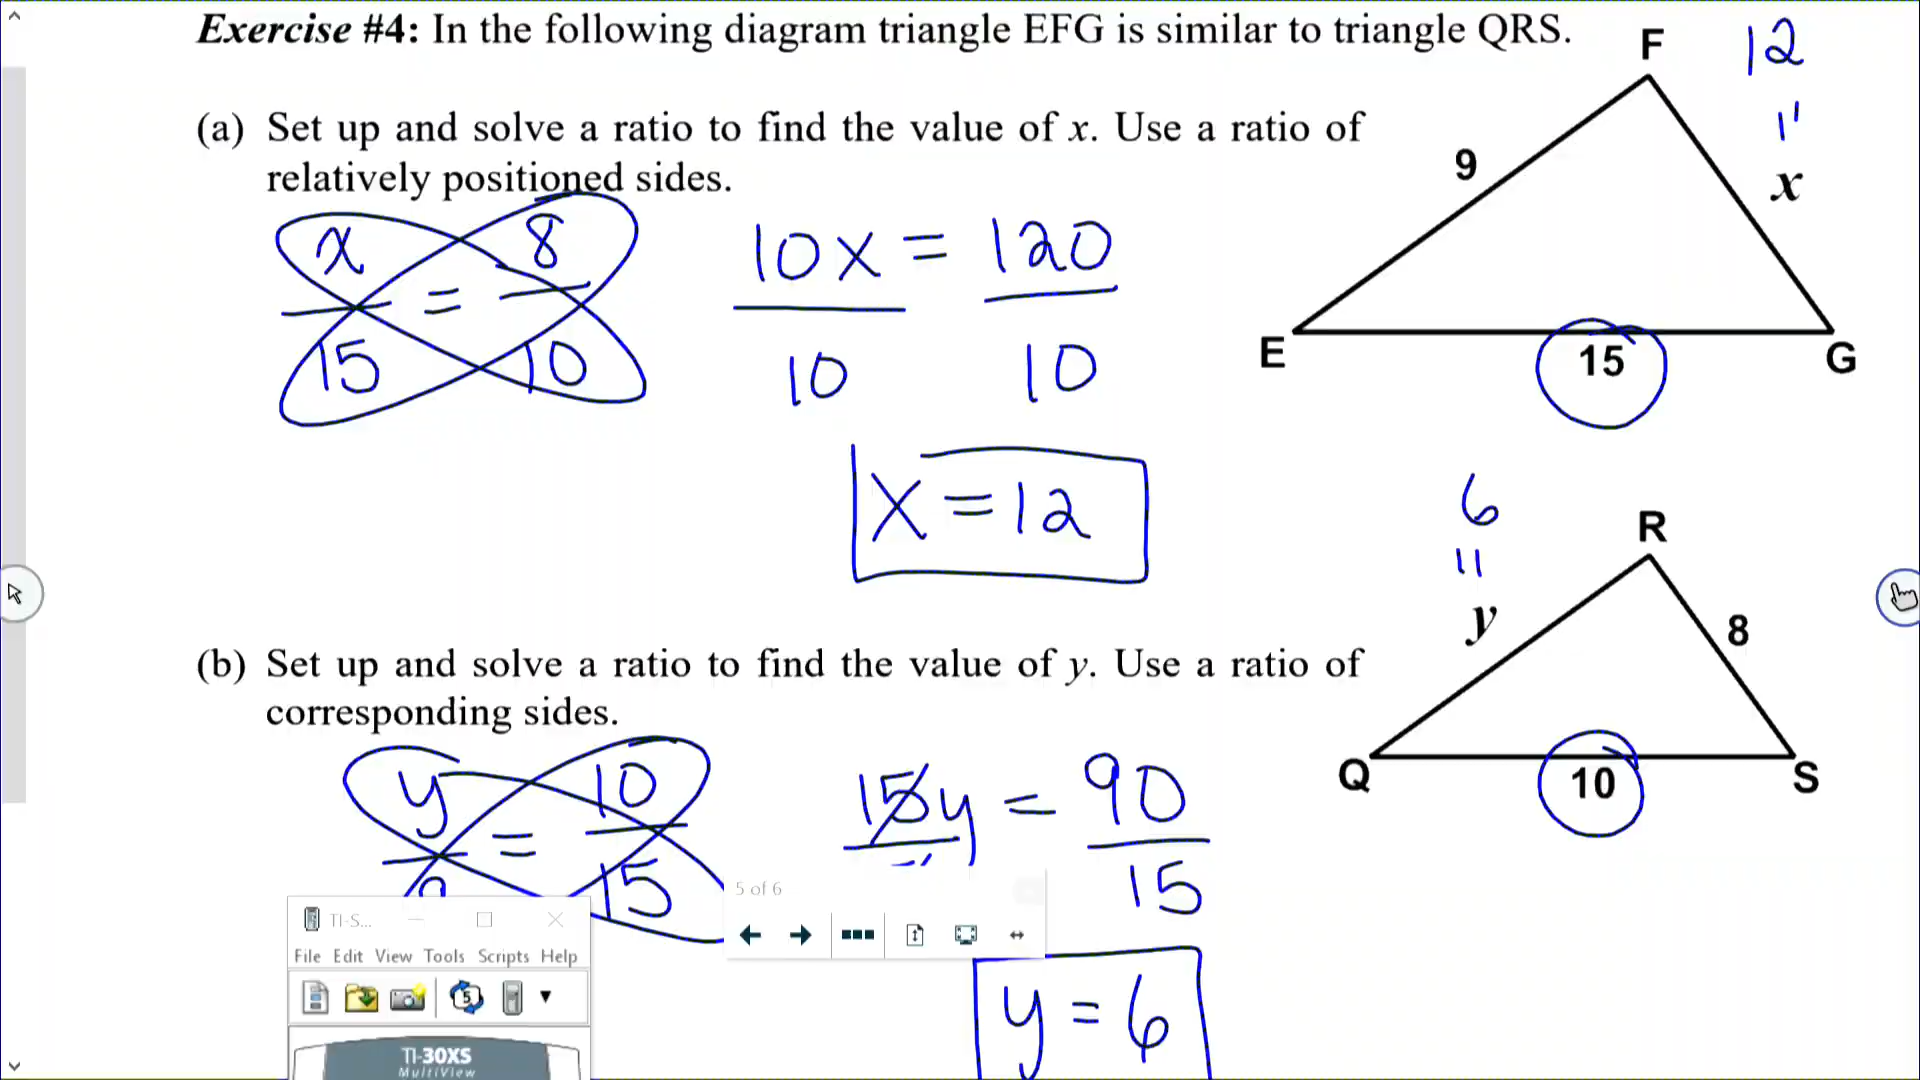 Exercise #4: In the following diagram triangle EFG is similar to triangle QRS.
F
12
11
(a) Set up and solve a ratio to find the value of x. Use a ratio of
relatively positioned sides.
9
x
x/15 = 8/10
10x/10 = 120/10
E
15
G
x = 12
6
11
R
y
8
(b) Set up and solve a ratio to find the value of y. Use a ratio of
corresponding sides.
Q
10
S
15y = 90/15
10/15
y =
5 of 6
TI-S...
File Edit View Tools Scripts Help
5
y = 6
TI-30XS
MultiView